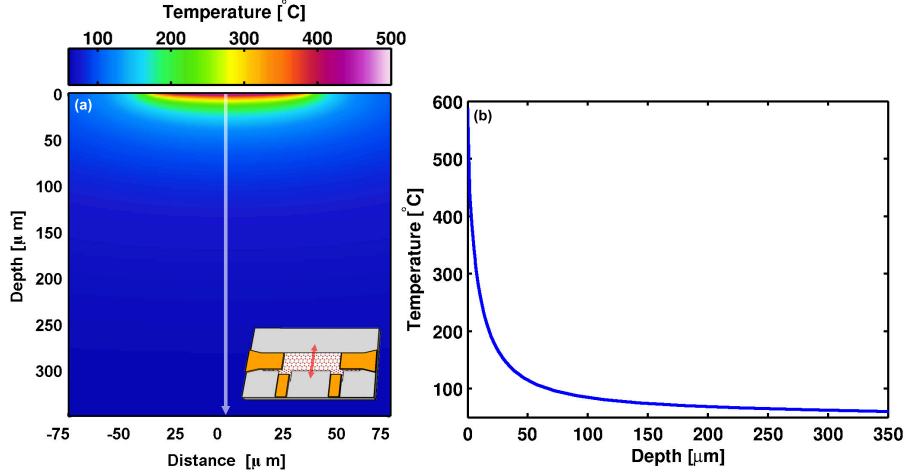 Temperature [°C]
100 200 300 400 500
(a)
0
50
100
150
200
250
300
Depth [μ m]
-75 -50 0 25 50 75
Distance [μ m]
(b)
600
500
400
300
200
100
Temperature [°C]
0 50 100 150 200 250 300 350
Depth [μm]